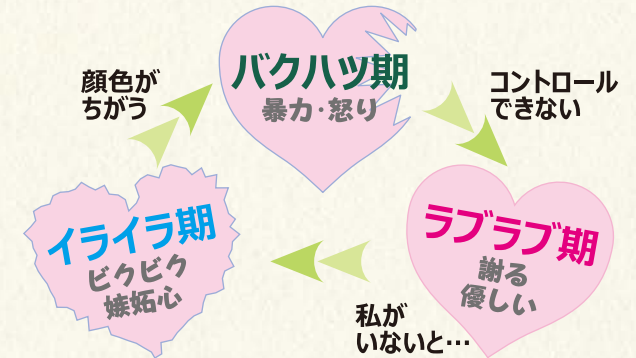 バクハツ期
暴力・怒り
顔色が
ちがう
コントロール
できない
イライラ期
ビクビク
嫉妬心
ラブラブ期
謝る
優しい
私が
いないと…